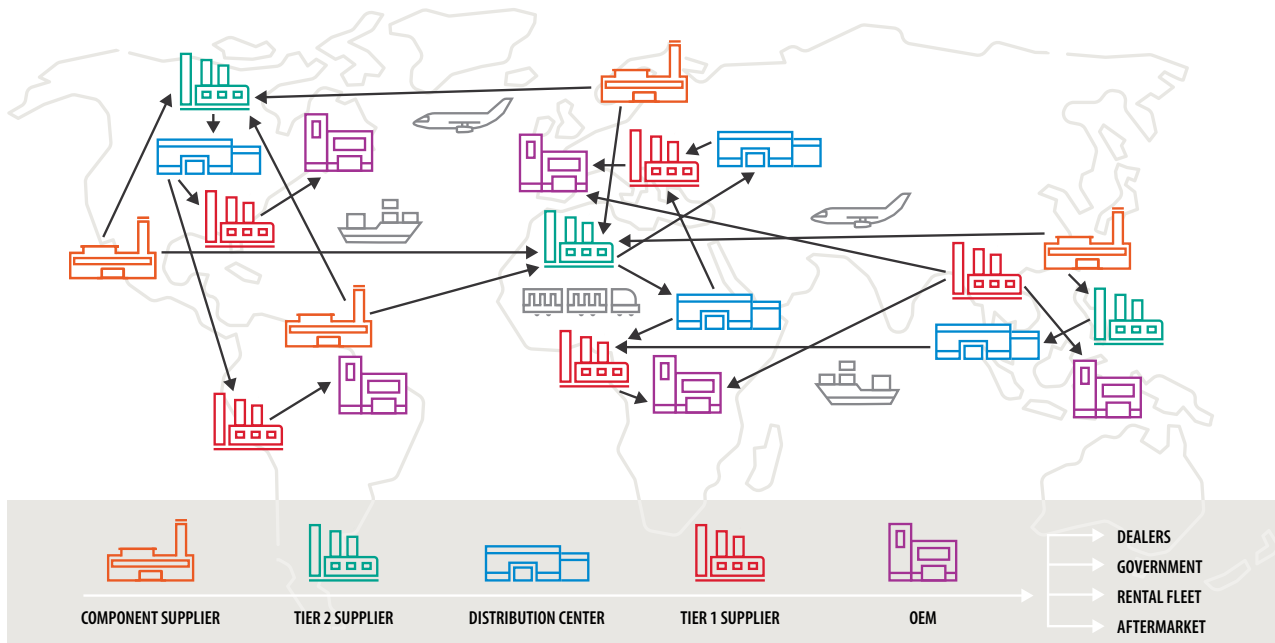 COMPONENT SUPPLIER
TIER 2 SUPPLIER
DISTRIBUTION CENTER
TIER 1 SUPPLIER
OEM
DEALERS
GOVERNMENT
RENTAL FLEET
AFTERMARKET